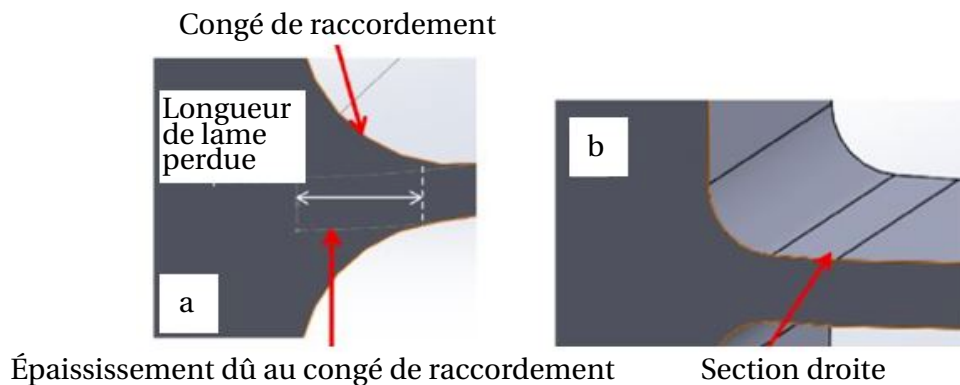 Congé de raccordement
Longueur
de lame
perdue
b
a
Épaississement dû au congé de raccordement
Section droite